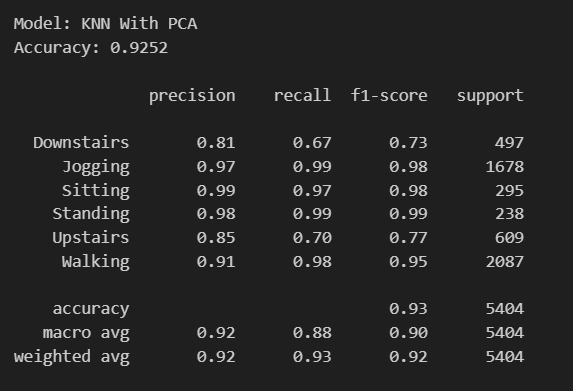 Model: KNN With PCA
Accuracy: 0.9252
precision recall f1-score support
Downstairs 0.81 0.67 0.73 497
Jogging 0.97 0.99 0.98 1678
Sitting 0.99 0.97 0.98 295
Standing 0.98 0.99 0.99 238
Upstairs 0.85 0.70 0.77 609
Walking 0.91 0.98 0.95 2087
accuracy 0.93 5404
macro avg 0.92 0.88 0.90 5404
weighted avg 0.92 0.93 0.92 5404